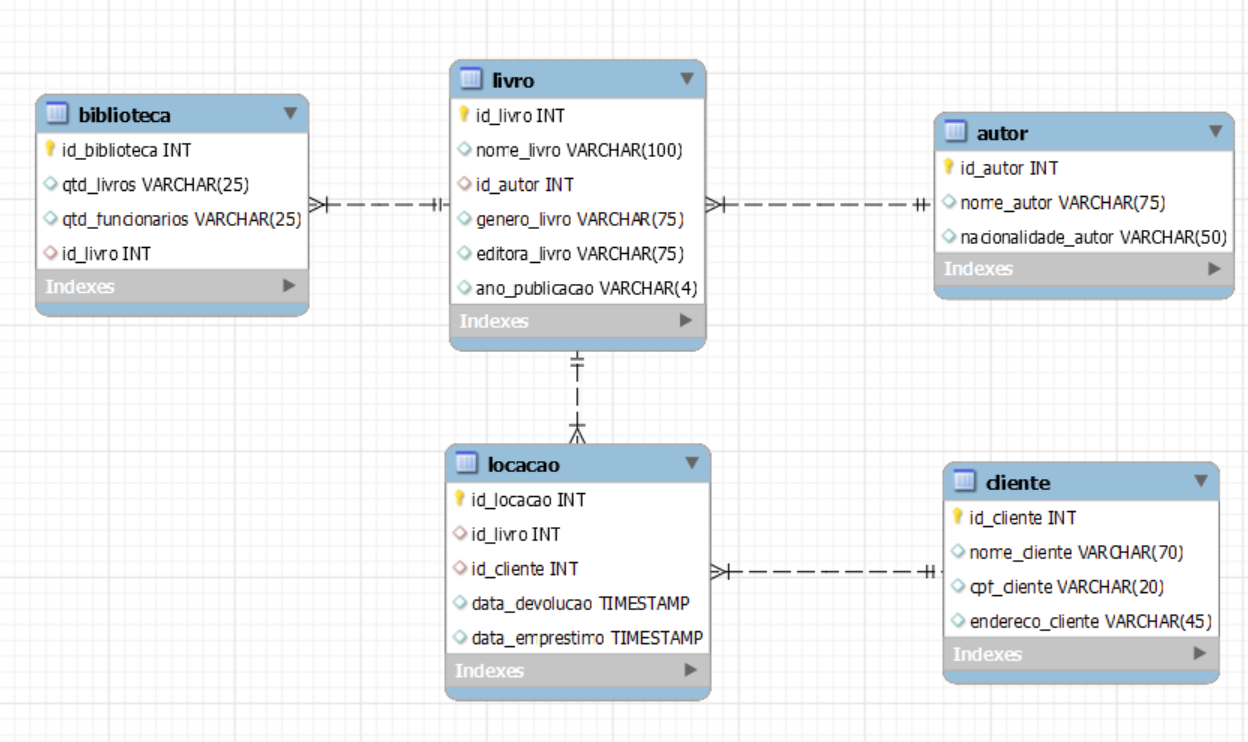 biblioteca
id_biblioteca INT
qtd_livros VARCHAR(25)
qtd_funcionarios VARCHAR(25)
id_livro INT
Indexes
livro
id_livro INT
nome_livro VARCHAR(100)
id_autor INT
genero_livro VARCHAR(75)
editora_livro VARCHAR(75)
ano_publicacao VARCHAR(4)
Indexes
autor
id_autor INT
nome_autor VARCHAR(75)
nacionalidade_autor VARCHAR(50)
Indexes
locacao
id_locacao INT
id_livro INT
id_cliente INT
data_devolucao TIMESTAMP
data_emprestimo TIMESTAMP
Indexes
cliente
id_cliente INT
nome_cliente VARCHAR(70)
cpf_cliente VARCHAR(20)
endereco_cliente VARCHAR(45)
Indexes